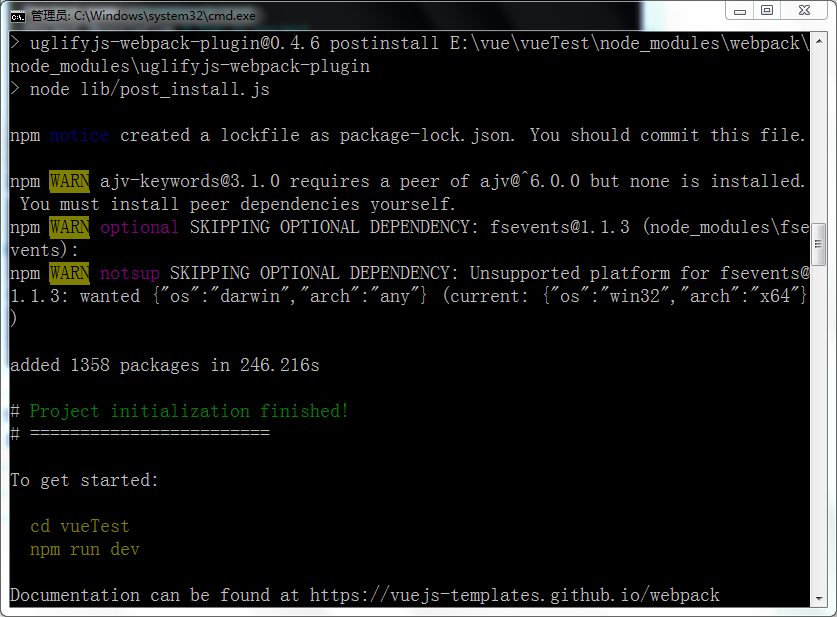 管理员: C:\Windows\system32\cmd.exe
> uglifyjs-webpack-plugin@0.4.6 postinstall E:\vue\vueTest\node_modules\webpack\
node_modules\uglifyjs-webpack-plugin
> node lib/post_install.js
npm notice created a lockfile as package-lock.json. You should commit this file.
npm WARN ajv-keywords@3.1.0 requires a peer of ajv@^6.0.0 but none is installed.
 You must install peer dependencies yourself.
npm WARN optional SKIPPING OPTIONAL DEPENDENCY: fsevents@1.1.3 (node_modules\fse
vents):
npm WARN notsup SKIPPING OPTIONAL DEPENDENCY: Unsupported platform for fsevents@
1.1.3: wanted {"os":"darwin","arch":"any"} (current: {"os":"win32","arch":"x64"}
)
added 1358 packages in 246.216s
# Project initialization finished!
# ========================
To get started:
cd vueTest
npm run dev
Documentation can be found at https://vuejs-templates.github.io/webpack